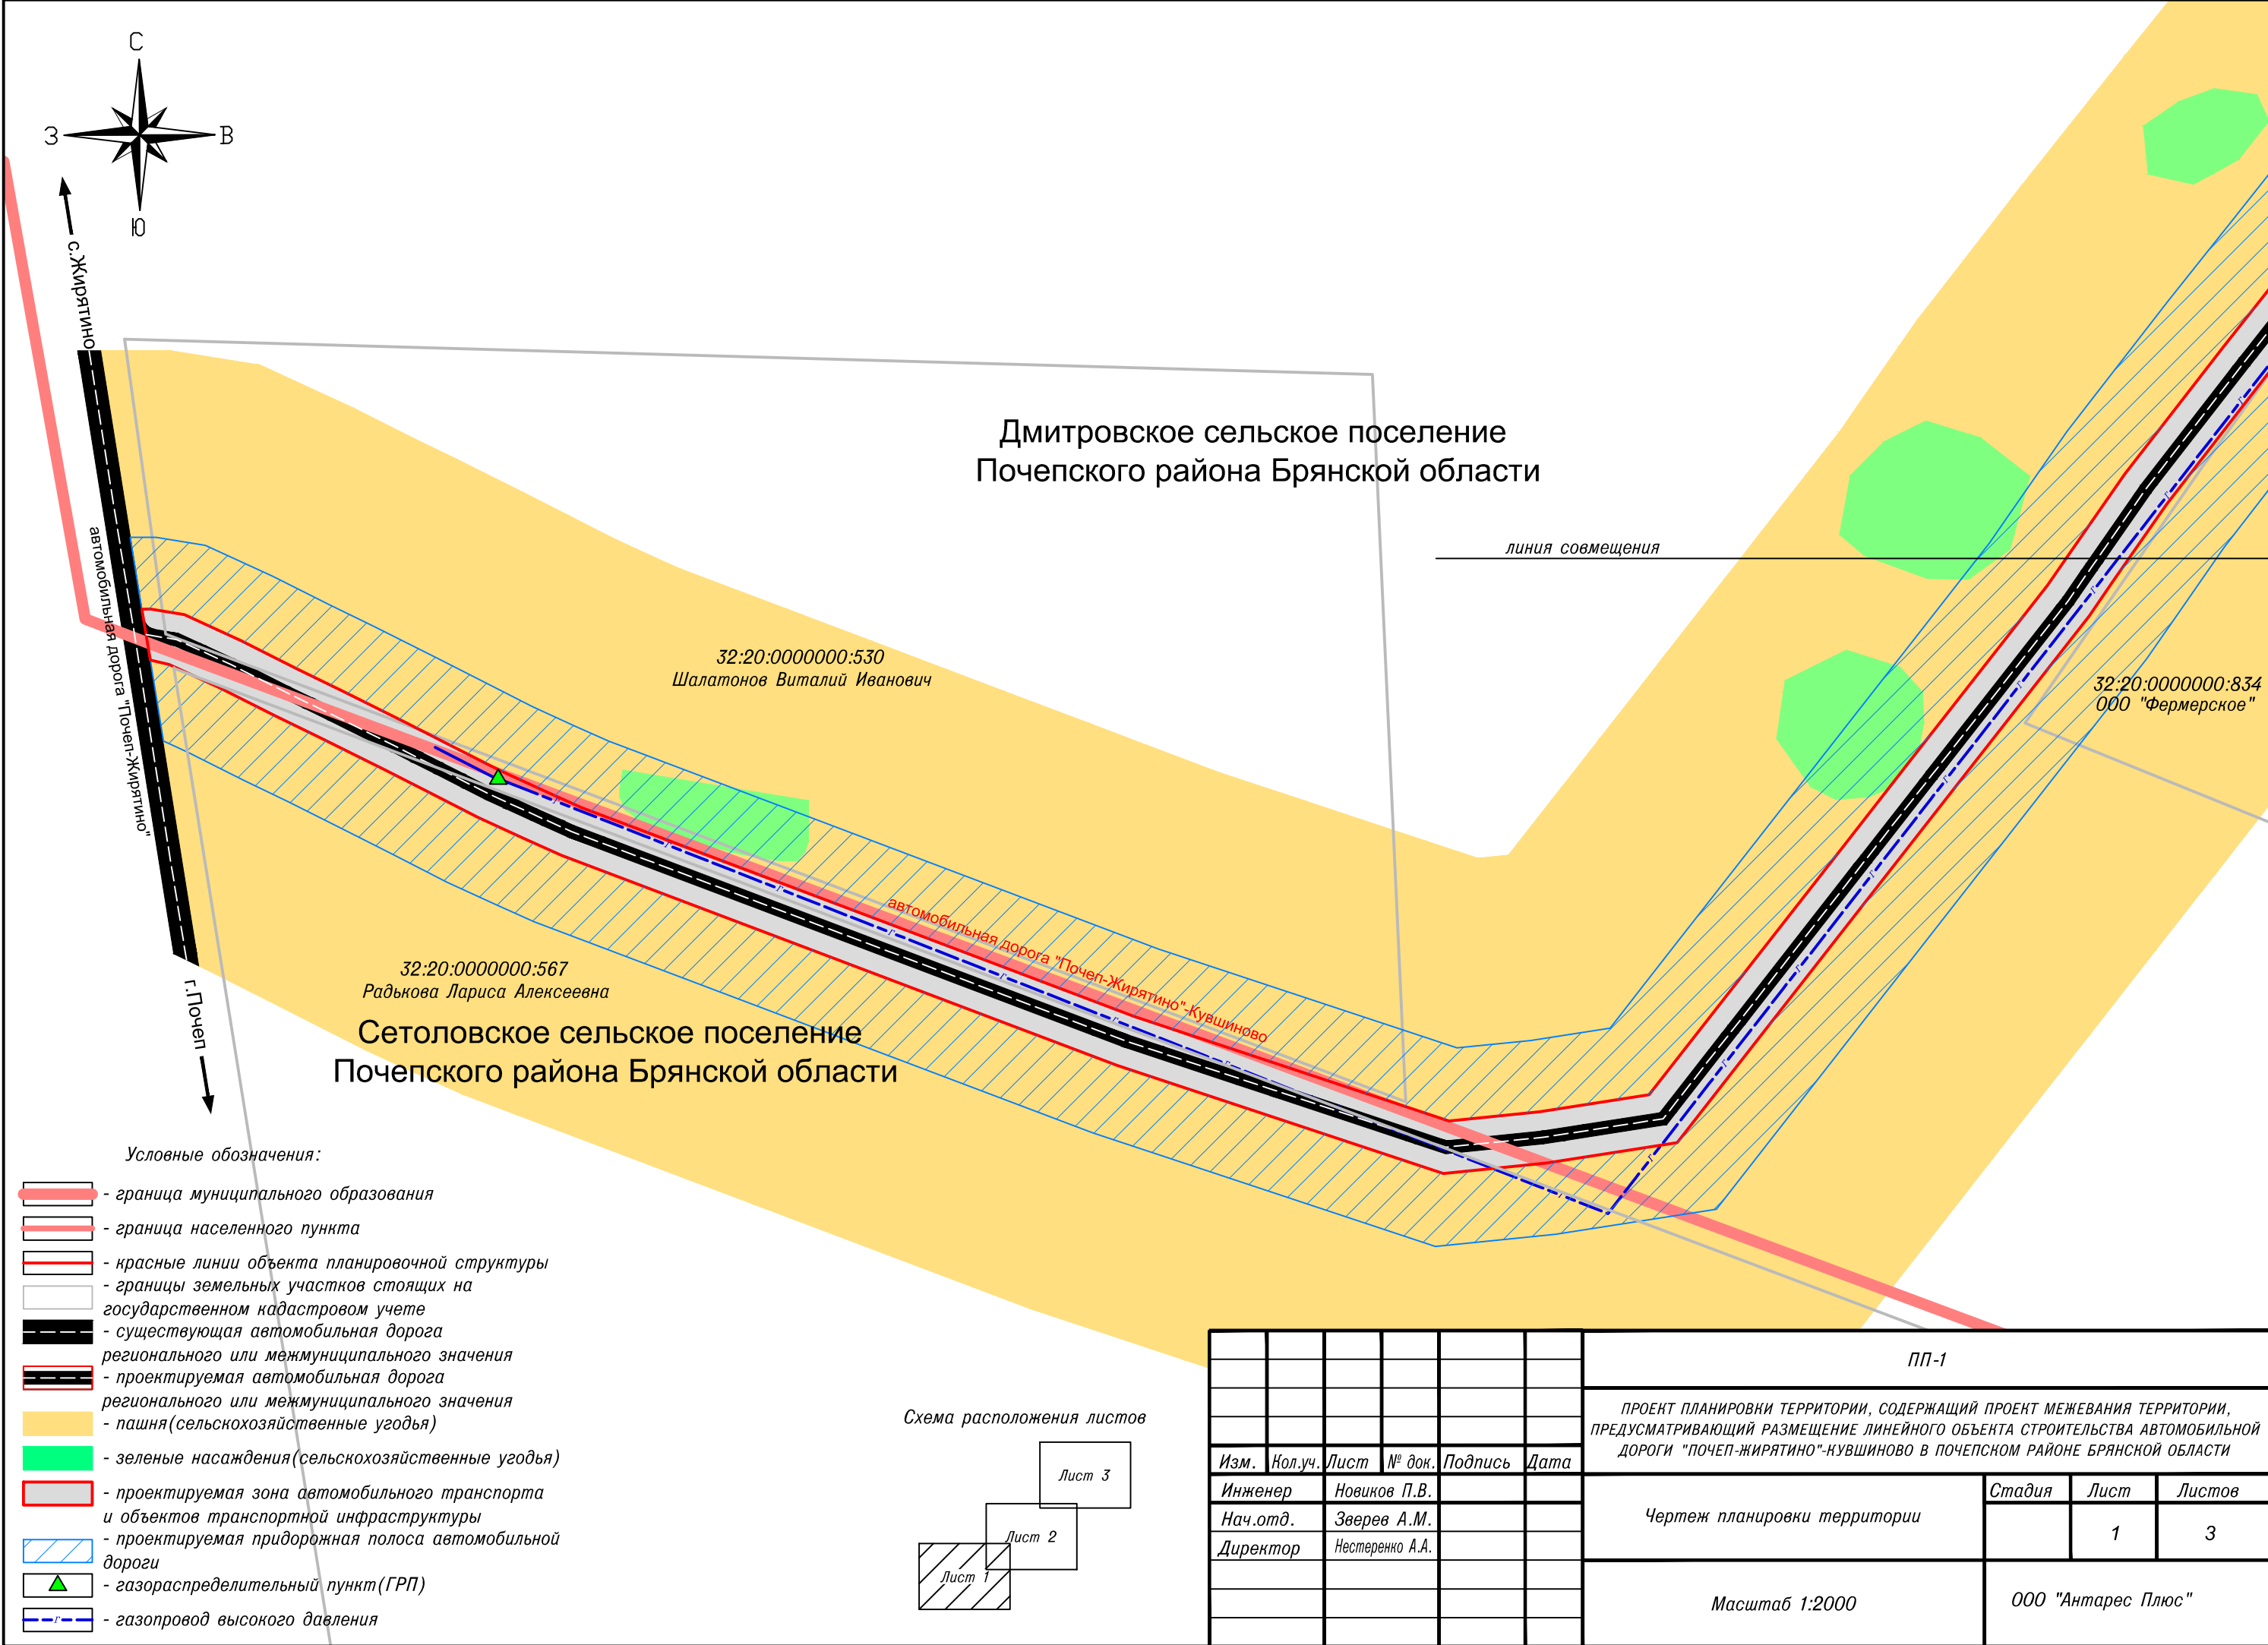 С
З
В
Ю
с.Жирятино
автомобильная дорога "Почеп-Жирятино"
г.Почеп
Дмитровское сельское поселение
Почепского района Брянской области
линия совмещения
32:20:0000000:530
Шалатонов Виталий Иванович
32:20:0000000:834
ООО "Фермерское"
автомобильная дорога "Почеп-Жирятино"-Кувшиново
32:20:0000000:567
Радькова Лариса Алексеевна
Сетоловское сельское поселение
Почепского района Брянской области
Условные обозначения:
- граница муниципального образования
- граница населенного пункта
- красные линии объекта планировочной структуры
- границы земельных участков стоящих на
государственном кадастровом учете
- существующая автомобильная дорога
регионального или межмуниципального значения
- проектируемая автомобильная дорога
регионального или межмуниципального значения
- пашня(сельскохозяйственные угодья)
- зеленые насаждения(сельскохозяйственные угодья)
- проектируемая зона автомобильного транспорта
и объектов транспортной инфраструктуры
- проектируемая придорожная полоса автомобильной
дороги
- газораспределительный пункт(ГРП)
г
- газопровод высокого давления
Схема расположения листов
Лист 3
Лист 2
Лист 1
ПП-1
ПРОЕКТ ПЛАНИРОВКИ ТЕРРИТОРИИ, СОДЕРЖАЩИЙ ПРОЕКТ МЕЖЕВАНИЯ ТЕРРИТОРИИ,
ПРЕДУСМАТРИВАЮЩИЙ РАЗМЕЩЕНИЕ ЛИНЕЙНОГО ОБЪЕКТА СТРОИТЕЛЬСТВА АВТОМОБИЛЬНОЙ
ДОРОГИ "ПОЧЕП-ЖИРЯТИНО"-КУВШИНОВО В ПОЧЕПСКОМ РАЙОНЕ БРЯНСКОЙ ОБЛАСТИ
Изм. Кол.уч. Лист № док. Подпись Дата
Инженер Новиков П.В.
Нач.отд. Зверев А.М.
Директор Нестеренко А.А.
Чертеж планировки территории
Стадия Лист Листов
1 3
Масштаб 1:2000
ООО "Антарес Плюс"